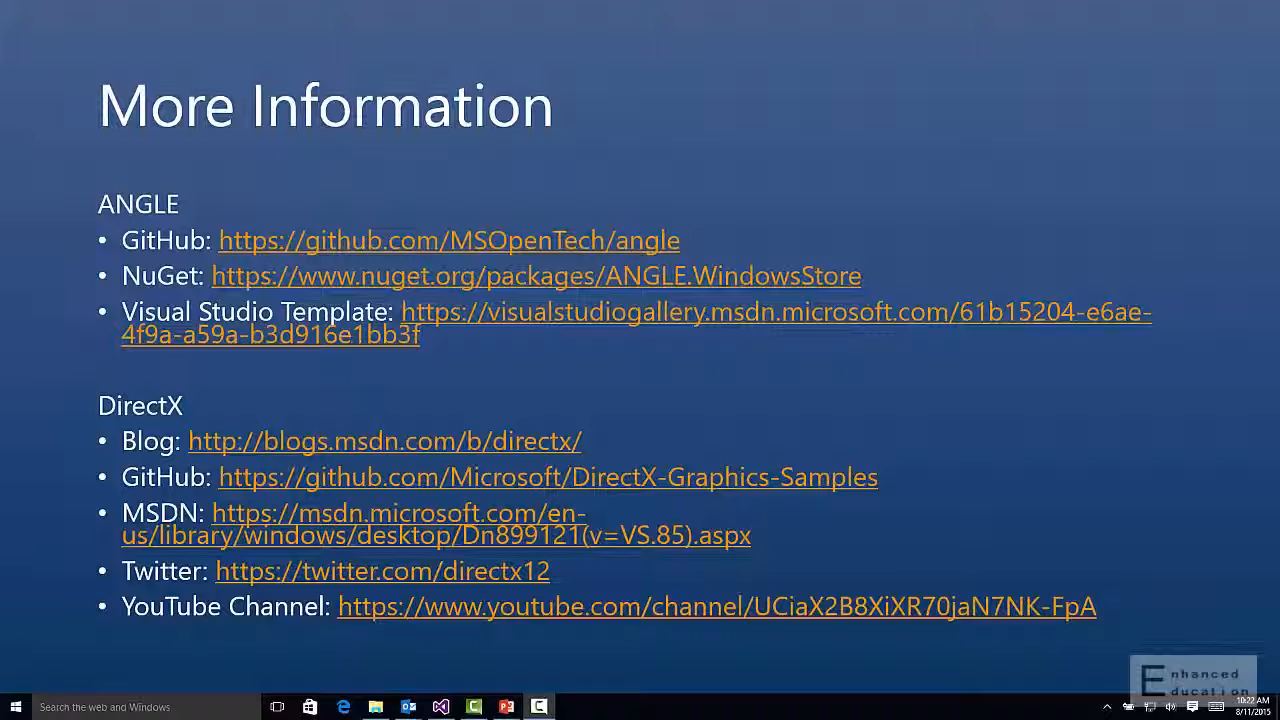 More Information
ANGLE
• GitHub: https://github.com/MSOpenTech/angle
• NuGet: https://www.nuget.org/packages/ANGLE.WindowsStore
• Visual Studio Template: https://visualstudiogallery.msdn.microsoft.com/61b15204-e6ae-
4f9a-a59a-b3d916e1bb3f
DirectX
• Blog: http://blogs.msdn.com/b/directx/
• GitHub: https://github.com/Microsoft/DirectX-Graphics-Samples
• MSDN: https://msdn.microsoft.com/en-
us/library/windows/desktop/Dn899121(v=VS.85).aspx
• Twitter: https://twitter.com/directx12
• YouTube Channel: https://www.youtube.com/channel/UCiaX2B8XiXR70jaN7NK-FpA
Enhanced
Education
Search the web and Windows
10:22 AM
8/11/2015